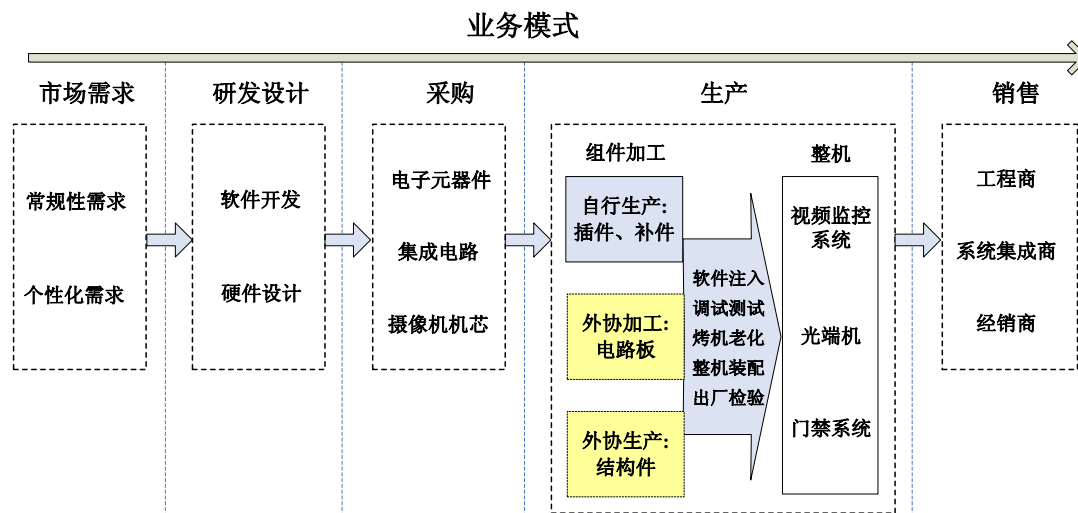 业务模式
市场需求
研发设计
采购
生产
销售
常规性需求
个性化需求
软件开发
硬件设计
电子元器件
集成电路
摄像机机芯
组件加工
自行生产:
插件、补件
外协加工:
电路板
外协生产:
结构件
软件注入
调试测试
烤机老化
整机装配
出厂检验
整机
视频监控
系统
光端机
门禁系统
工程商
系统集成商
经销商